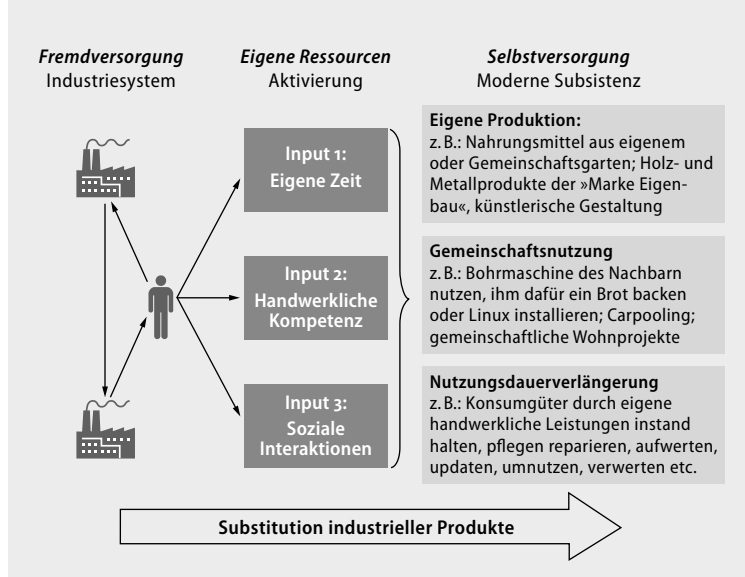 Fremdversorgung
Industriesystem
Eigene Ressourcen
Aktivierung
Selbstversorgung
Moderne Subsistenz
Input 1:
Eigene Zeit
Input 2:
Handwerkliche
Kompetenz
Input 3:
Soziale
Interaktionen
Eigene Produktion:
z. B.: Nahrungsmittel aus eigenem
oder Gemeinschaftsgarten; Holz- und
Metallprodukte der »Marke Eigen-
bau«, künstlerische Gestaltung
Gemeinschaftsnutzung
z. B.: Bohrmaschine des Nachbarn
nutzen, ihm dafür ein Brot backen
oder Linux installieren; Carpooling;
gemeinschaftliche Wohnprojekte
Nutzungsdauerverlängerung
z. B.: Konsumgüter durch eigene
handwerkliche Leistungen instand
halten, pflegen reparieren, aufwerten,
updaten, umnutzen, verwerten etc.
Substitution industrieller Produkte